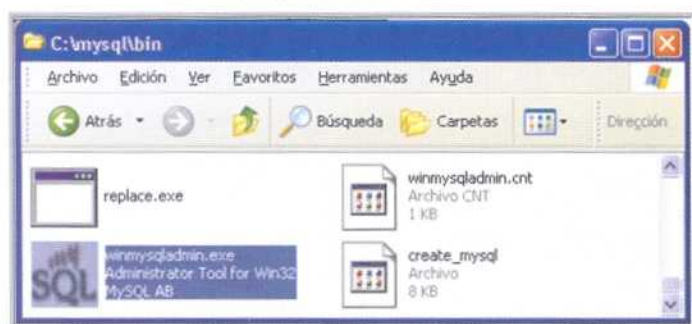 C:\mysql\bin
Archivo Edición Ver Favoritos Herramientas Ayuda
Atrás Búsqueda Carpetas Dirección
replace.exe
winmysqladmin.cnt
Archivo CNT
1 KB
my
SQL
winmysqladmin.exe
Administrator Tool for Win32
MySQL AB
create_mysql
Archivo
8 KB